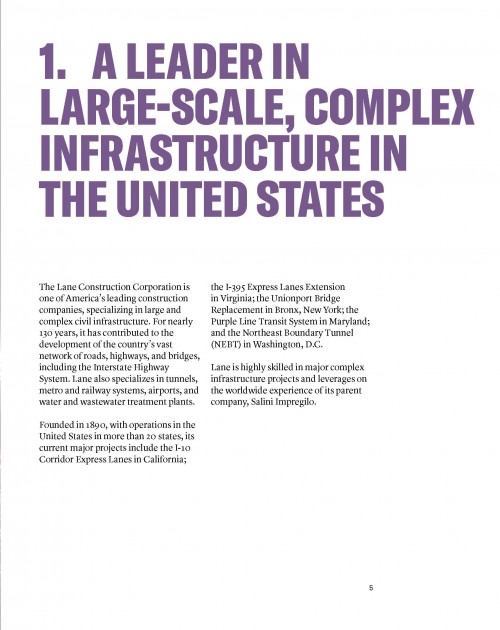 1. A LEADER IN
LARGE-SCALE, COMPLEX
INFRASTRUCTURE IN
THE UNITED STATES
The Lane Construction Corporation is
one of America's leading construction
companies, specializing in large and
complex civil infrastructure. For nearly
130 years, it has contributed to the
development of the country's vast
network of roads, highways, and bridges,
including the Interstate Highway
System. Lane also specializes in tunnels,
metro and railway systems, airports, and
water and wastewater treatment plants.
Founded in 1890, with operations in the
United States in more than 20 states, its
current major projects include the I-10
Corridor Express Lanes in California;
the I-395 Express Lanes Extension
in Virginia; the Unionport Bridge
Replacement in Bronx, New York; the
Purple Line Transit System in Maryland;
and the Northeast Boundary Tunnel
(NEBT) in Washington, D.C.
Lane is highly skilled in major complex
infrastructure projects and leverages on
the worldwide experience of its parent
company, Salini Impregilo.
5